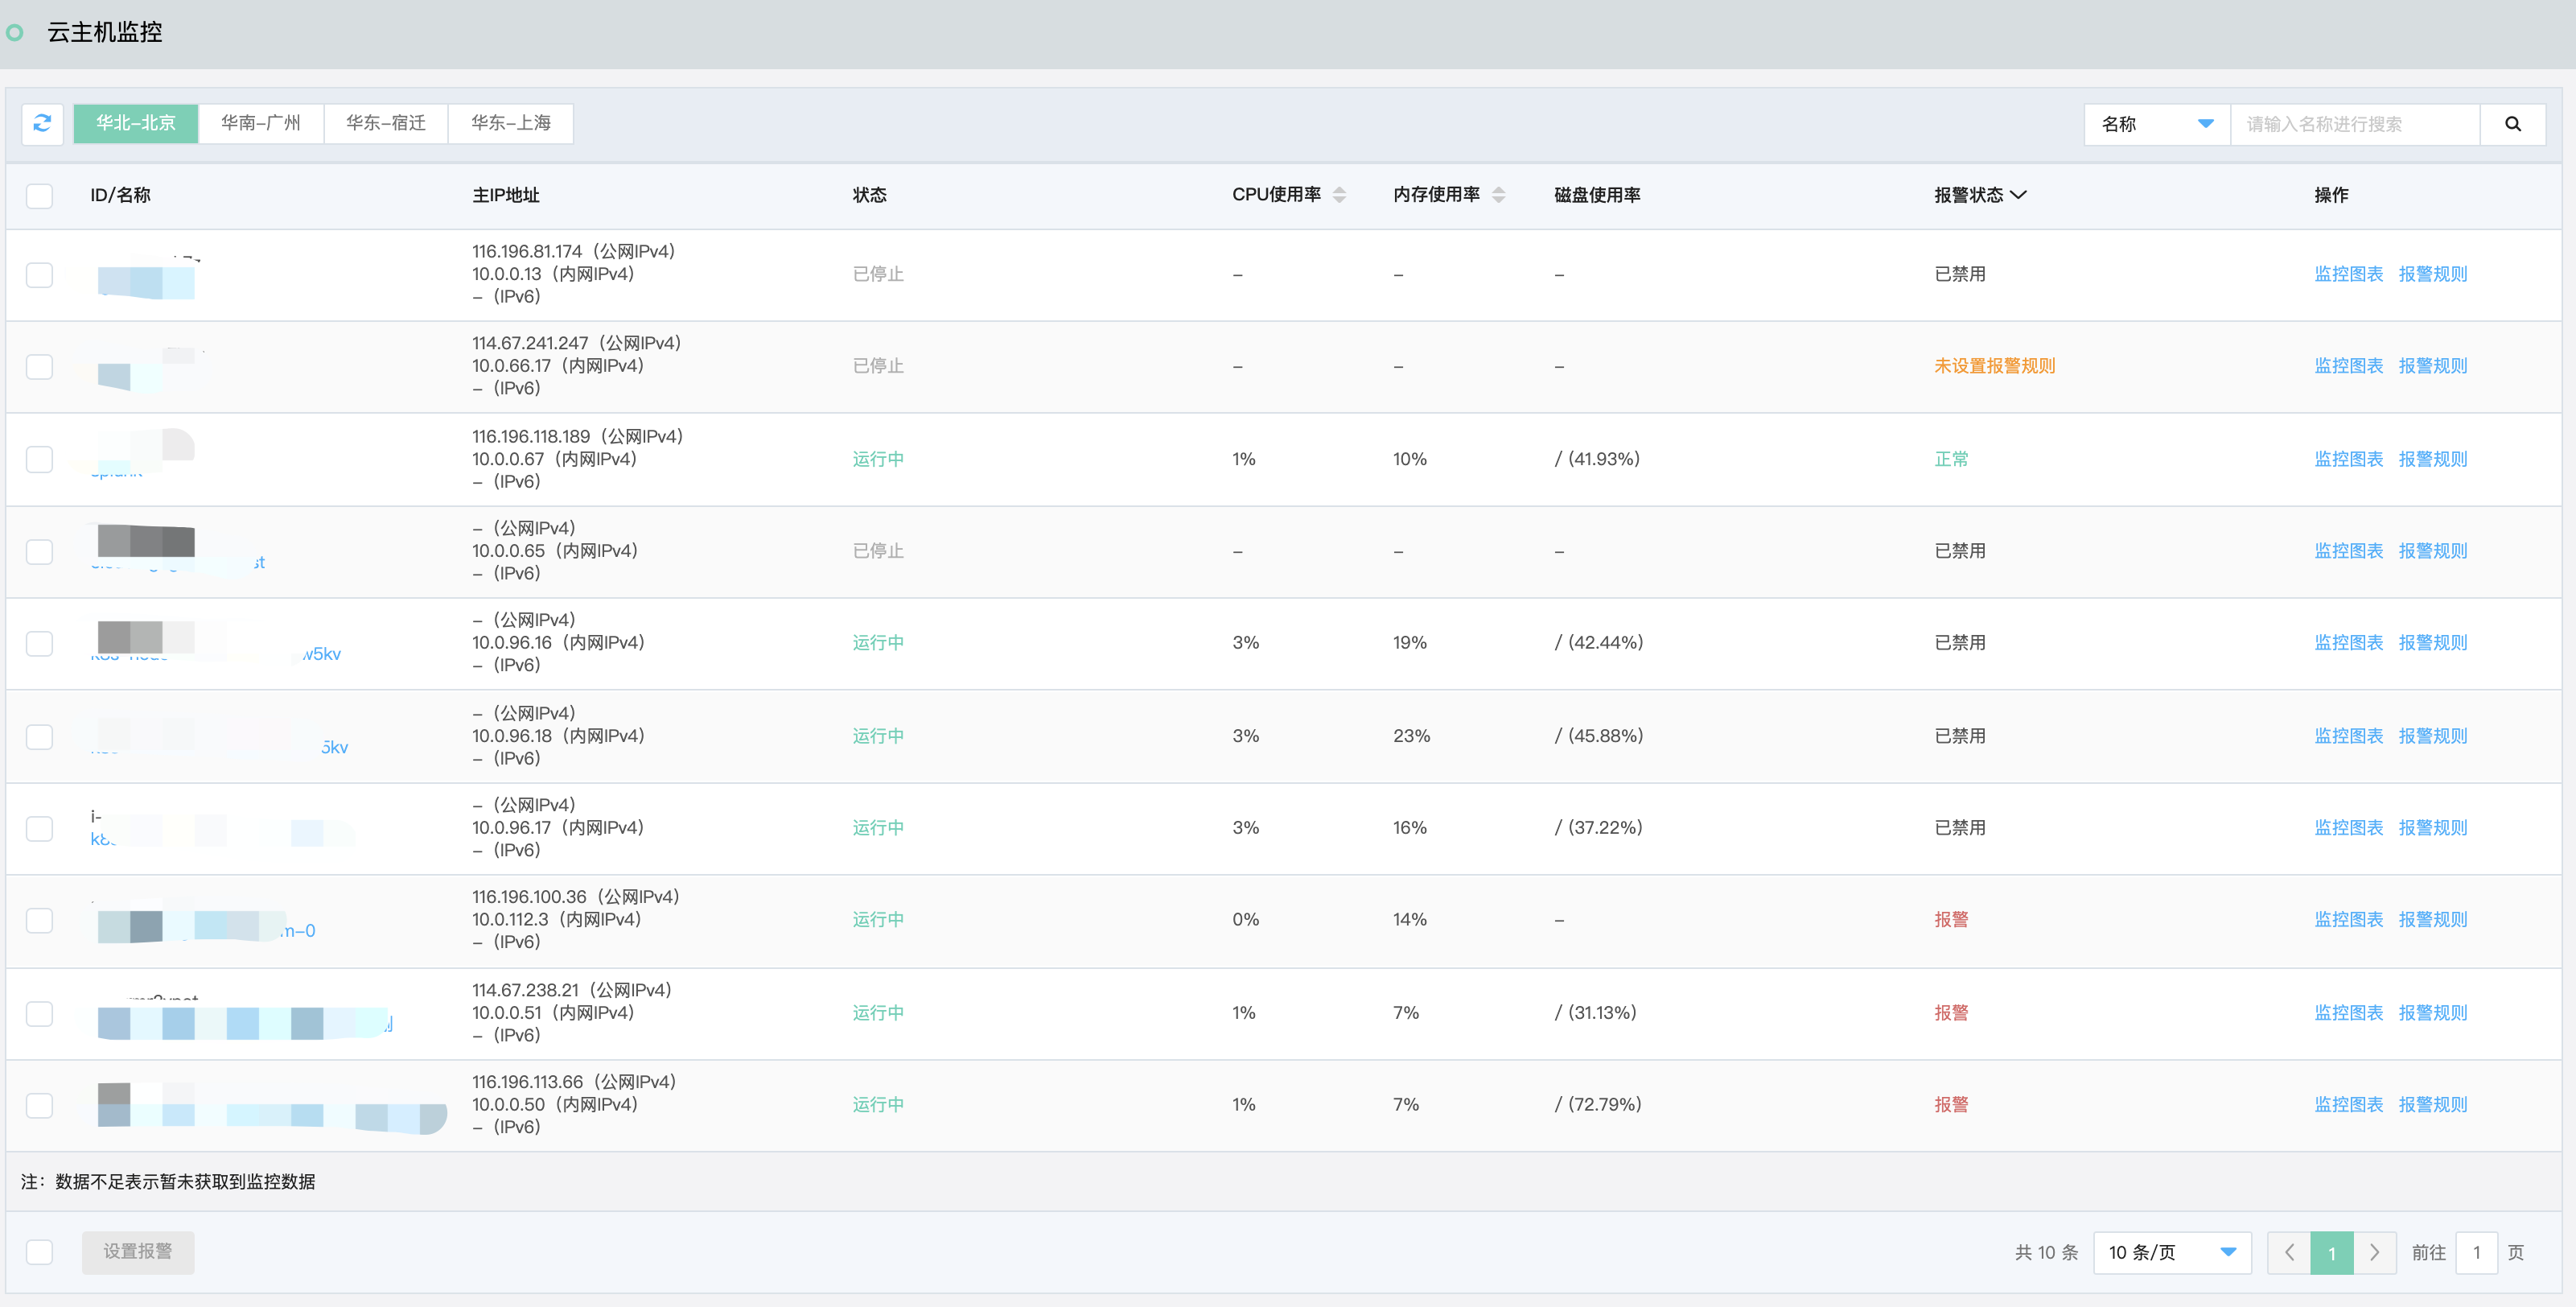 云主机监控
华北-北京 华南-广州 华东-宿迁 华东-上海 名称 请输入名称进行搜索
ID/名称 主IP地址 状态 CPU使用率 内存使用率 磁盘使用率 报警状态 操作
116.196.81.174（公网IPv4）
10.0.0.13（内网IPv4） 已停止 – – – 已禁用 监控图表 报警规则
–（IPv6）
114.67.241.247（公网IPv4）
10.0.66.17（内网IPv4） 已停止 – – – 未设置报警规则 监控图表 报警规则
–（IPv6）
116.196.118.189（公网IPv4）
10.0.0.67（内网IPv4） 运行中 1% 10% / (41.93%) 正常 监控图表 报警规则
–（IPv6）
–（公网IPv4）
10.0.0.65（内网IPv4） 已停止 – – – 已禁用 监控图表 报警规则
st
–（IPv6）
–（公网IPv4）
10.0.96.16（内网IPv4） 运行中 3% 19% / (42.44%) 已禁用 监控图表 报警规则
w5kv
–（IPv6）
–（公网IPv4）
10.0.96.18（内网IPv4） 运行中 3% 23% / (45.88%) 已禁用 监控图表 报警规则
5kv
–（IPv6）
–（公网IPv4）
i-
10.0.96.17（内网IPv4） 运行中 3% 16% / (37.22%) 已禁用 监控图表 报警规则
–（IPv6）
116.196.100.36（公网IPv4）
10.0.112.3（内网IPv4） 运行中 0% 14% – 报警 监控图表 报警规则
m-0
–（IPv6）
114.67.238.21（公网IPv4）
10.0.0.51（内网IPv4） 运行中 1% 7% / (31.13%) 报警 监控图表 报警规则
–（IPv6）
116.196.113.66（公网IPv4）
10.0.0.50（内网IPv4） 运行中 1% 7% / (72.79%) 报警 监控图表 报警规则
–（IPv6）
注：数据不足表示暂未获取到监控数据
设置报警 共 10 条 10 条/页 1 前往 1 页